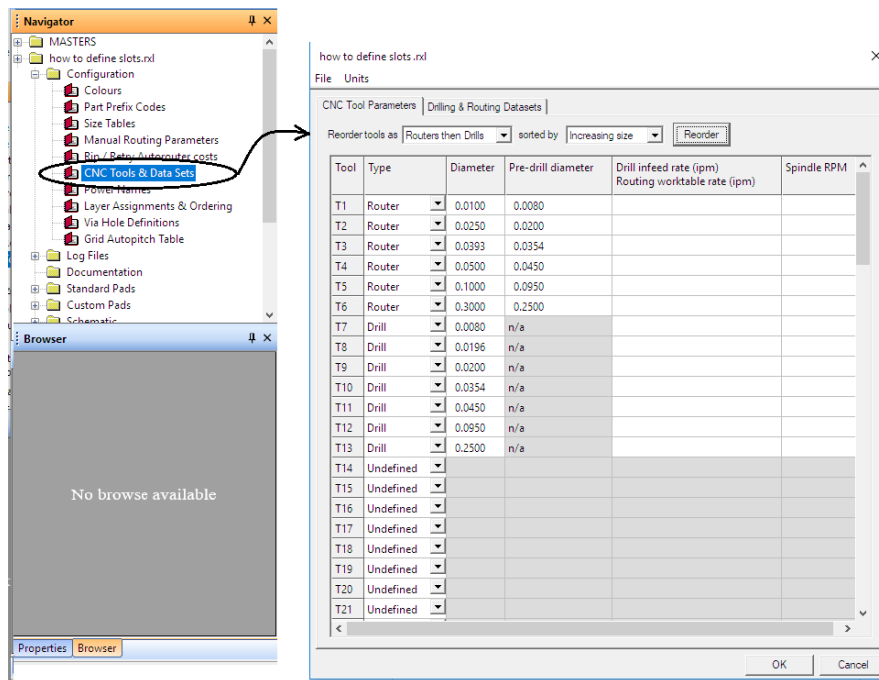 Navigator
MASTERS
how to define slots.rxl
Configuration
Colours
Part Prefix Codes
Size Tables
Manual Routing Parameters
Rip / Retry Autorouter costs
CNC Tools & Data Sets
Power Names
Layer Assignments & Ordering
Via Hole Definitions
Grid Autopitch Table
Log Files
Documentation
Standard Pads
Custom Pads
Schematic
Browser
No browse available
Properties Browser
how to define slots .rxl
File Units
CNC Tool Parameters Drilling & Routing Datasets
Reorder tools as Routers then Drills sorted by Increasing size Reorder
Tool Type Diameter Pre-drill diameter Drill infeed rate (ipm) Spindle RPM
Routing worktable rate (ipm)
T1 Router 0.0100 0.0080
T2 Router 0.0250 0.0200
T3 Router 0.0393 0.0354
T4 Router 0.0500 0.0450
T5 Router 0.1000 0.0950
T6 Router 0.3000 0.2500
T7 Drill 0.0080 n/a
T8 Drill 0.0196 n/a
T9 Drill 0.0200 n/a
T10 Drill 0.0354 n/a
T11 Drill 0.0450 n/a
T12 Drill 0.0950 n/a
T13 Drill 0.2500 n/a
T14 Undefined
T15 Undefined
T16 Undefined
T17 Undefined
T18 Undefined
T19 Undefined
T20 Undefined
T21 Undefined
OK Cancel